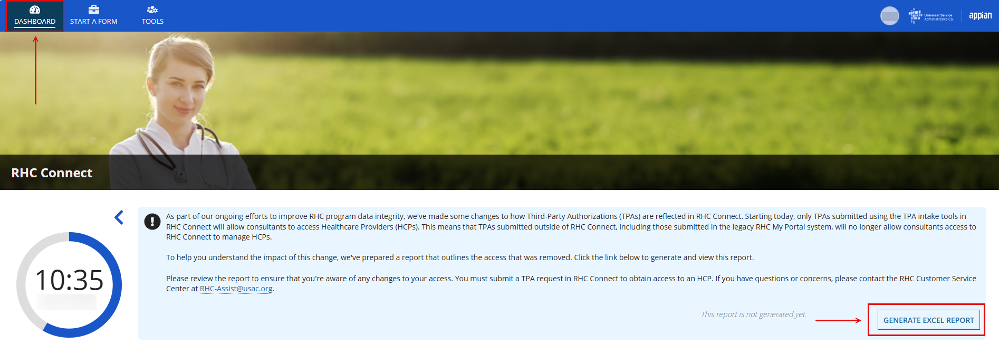 DASHBOARD
START A FORM
TOOLS
Universal Service
Administrative Co.
appian
RHC Connect
10:35
As part of our ongoing efforts to improve RHC program data integrity, we've made some changes to how Third-Party Authorizations (TPAs) are reflected in RHC Connect. Starting today, only TPAs submitted using the TPA intake tools in
RHC Connect will allow consultants to access Healthcare Providers (HCPs). This means that TPAs submitted outside of RHC Connect, including those submitted in the legacy RHC My Portal system, will no longer allow consultants access to
RHC Connect to manage HCPs.
To help you understand the impact of this change, we've prepared a report that outlines the access that was removed. Click the link below to generate and view this report.
Please review the report to ensure that you're aware of any changes to your access. You must submit a TPA request in RHC Connect to obtain access to an HCP. If you have questions or concerns, please contact the RHC Customer Service
Center at RHC-Assist@usac.org.
This report is not generated yet.
GENERATE EXCEL REPORT